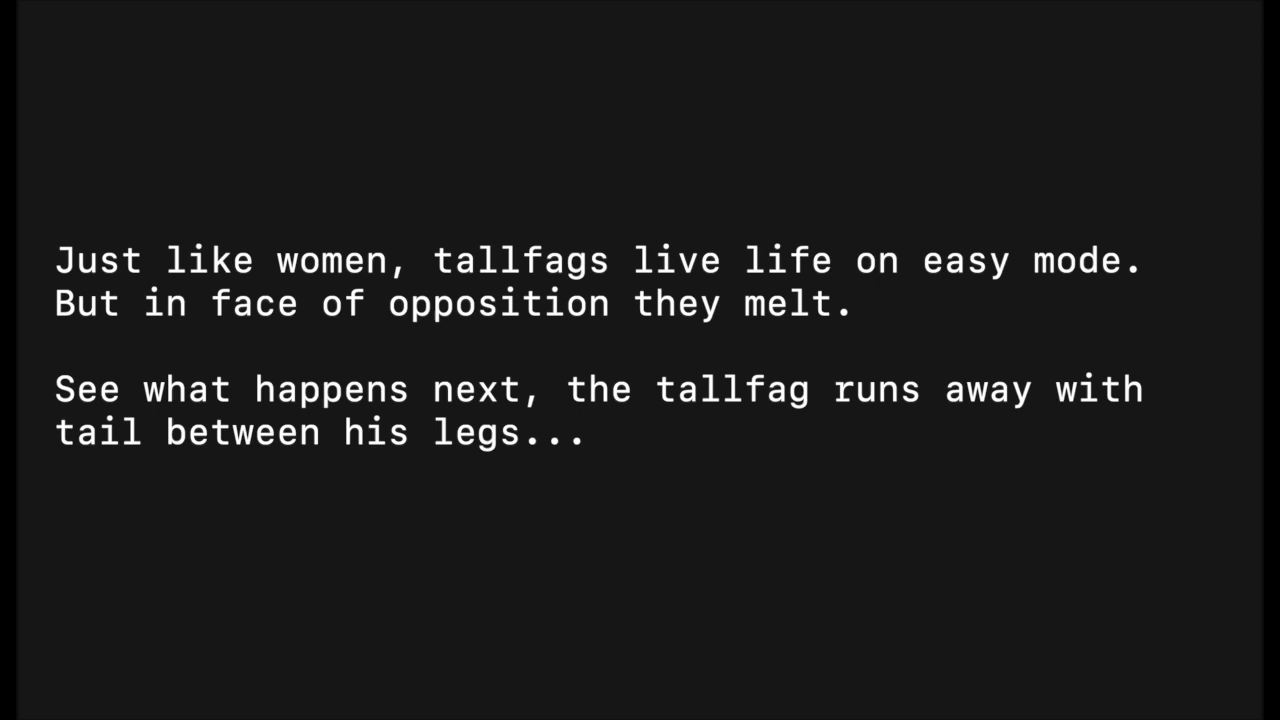 Just like women, tallfags live life on easy mode.
But in face of opposition they melt.
See what happens next, the tallfag runs away with
tail between his legs...